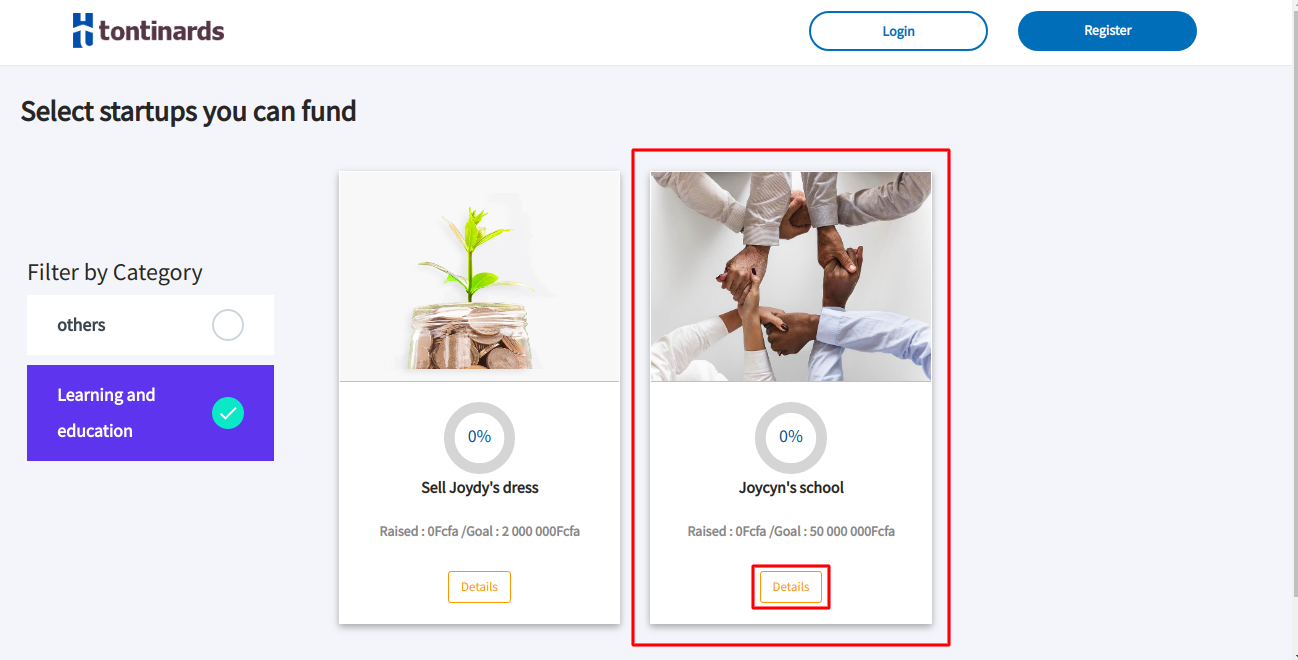 tontinards
Login
Register
Select startups you can fund
Filter by Category
others
Learning and
education
0%
Sell Joydy's dress
Raised : 0Fcfa /Goal : 2 000 000Fcfa
Details
0%
Joycyn's school
Raised : 0Fcfa /Goal : 50 000 000Fcfa
Details